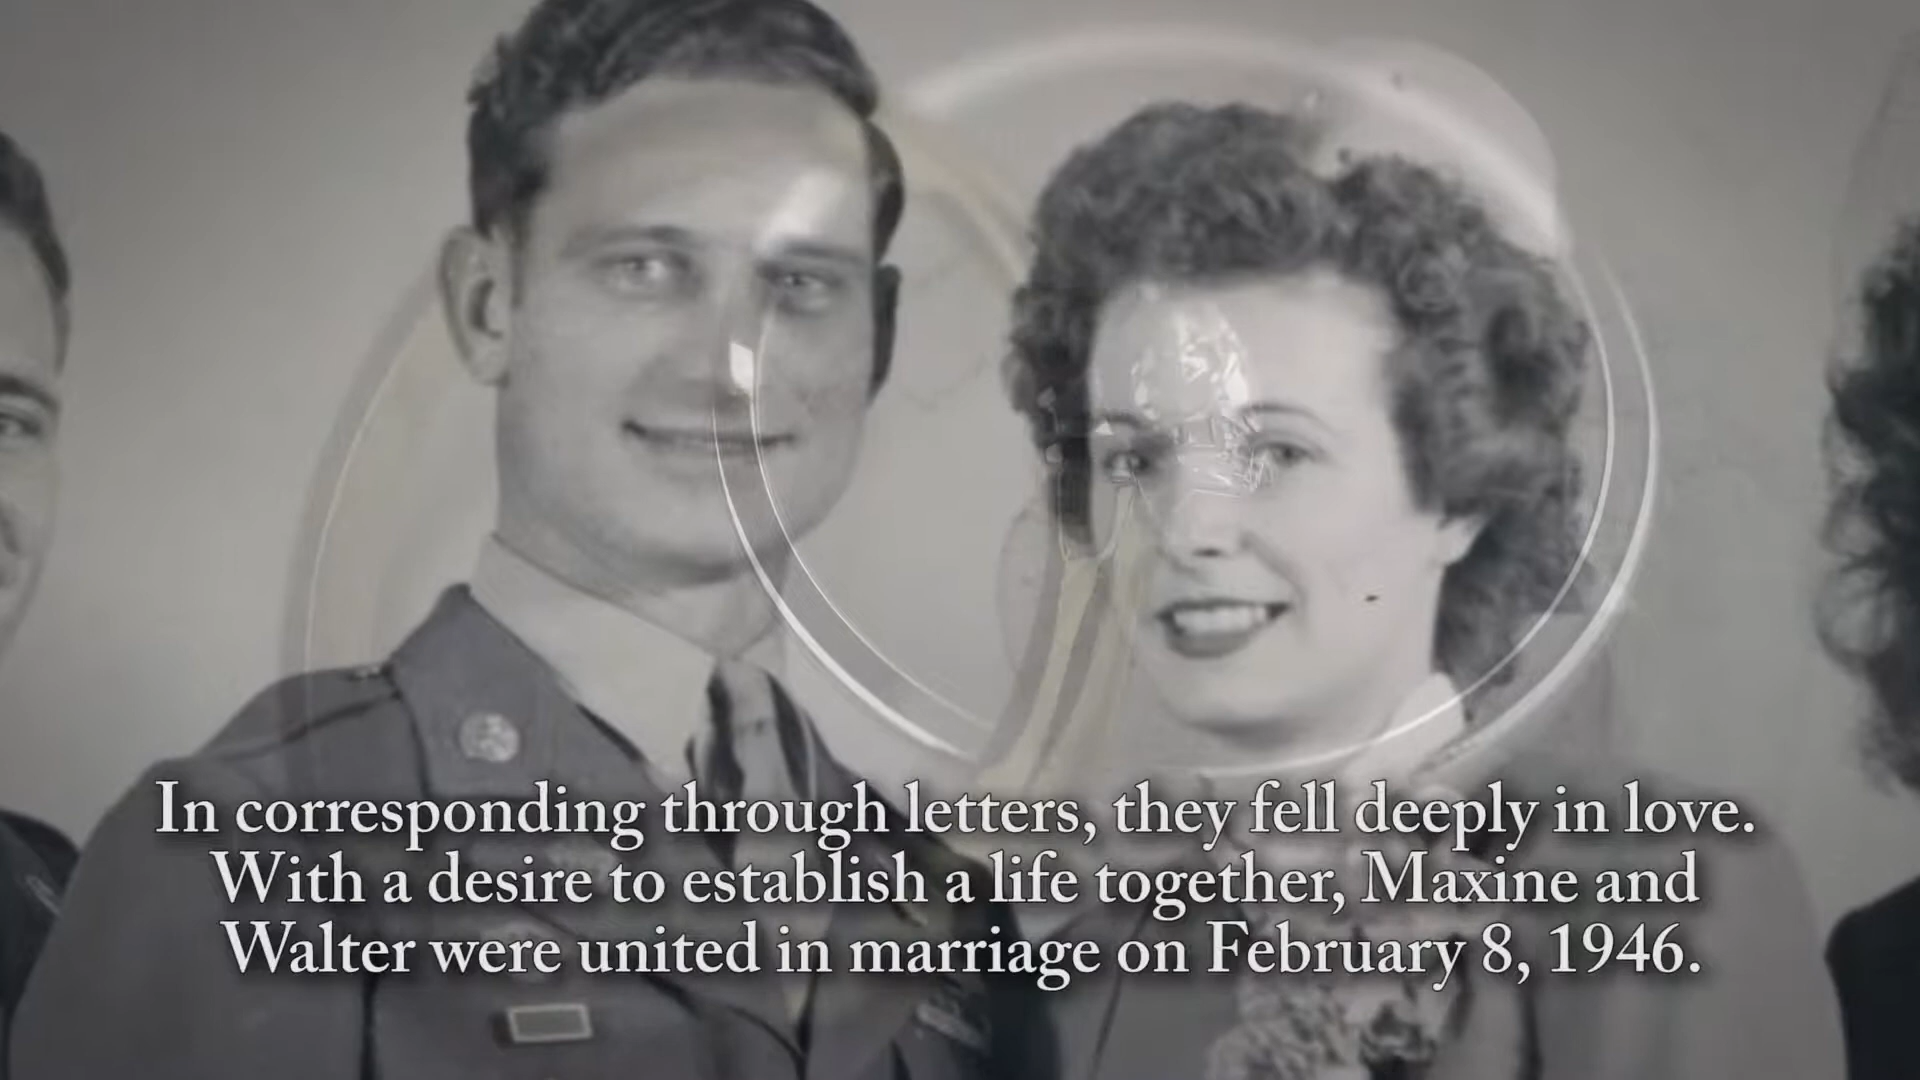 In corresponding through letters, they fell deeply in love.
With a desire to establish a life together, Maxine and
Walter were united in marriage on February 8, 1946.